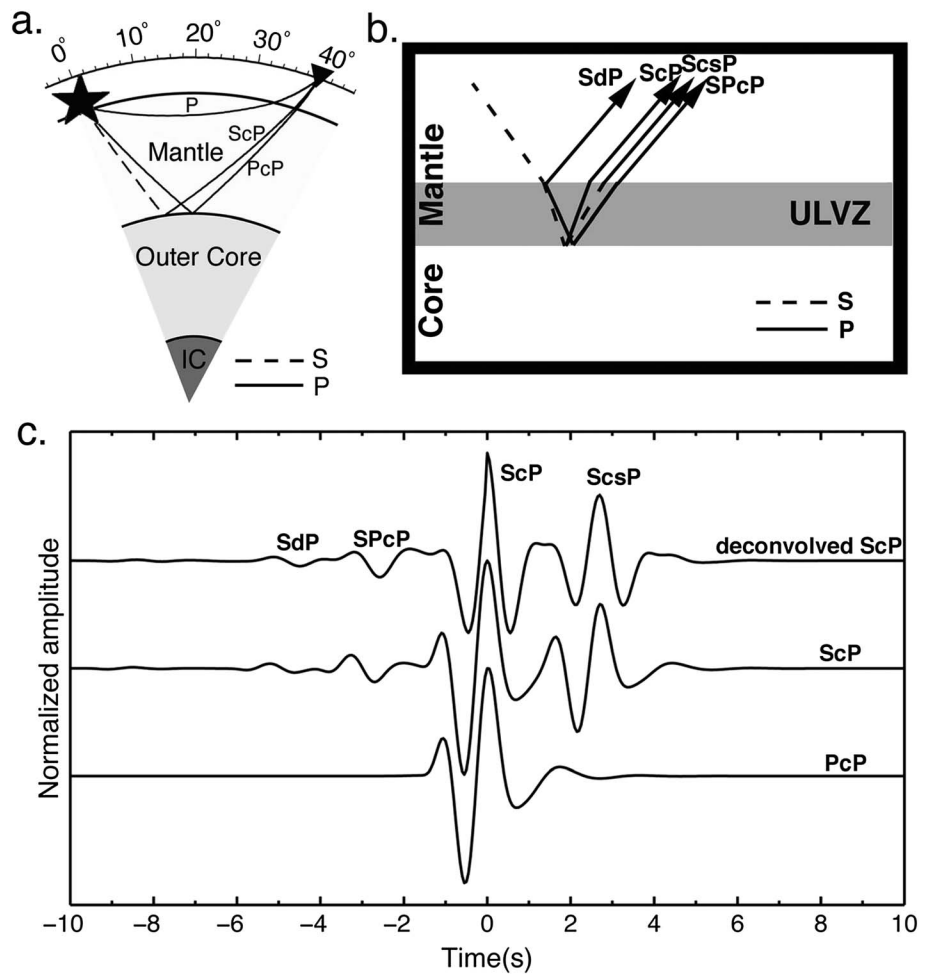 a.
0° 10° 20° 30° 40°
P
ScP
Mantle
PcP
Outer Core
IC
S
P
b.
SdP ScP ScsP
SPcP
Mantle
ULVZ
Core
S
P
c.
ScP
ScsP
SdP SPcP
deconvolved ScP
ScP
PcP
Normalized amplitude
−10 −8 −6 −4 −2 0 2 4 6 8 10
Time(s)